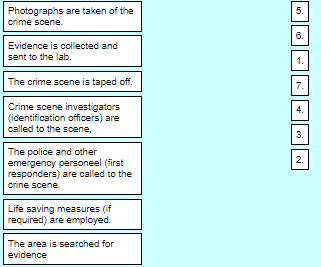 Photographs are taken of the
crime scene.
5.
Evidence is collected and
sent to the lab.
6.
The crime scene is taped off.
1.
Crime scene investigators
(identification officers) are
called to the scene,
7.
The police and other
emergency personeel (first
responders) are called to the
crine scene.
4.
3.
2.
Life saving measures (if
required) are employed.
The area is searched for
evidence